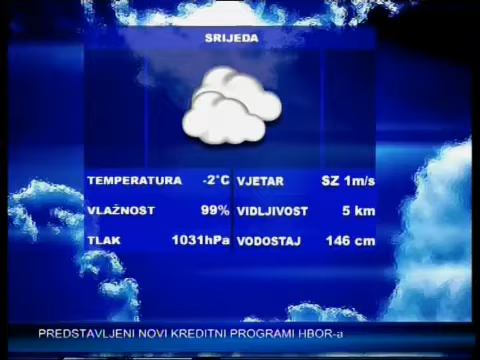 SRIJEDA
TEMPERATURA -2°C VJETAR SZ 1m/s
VLAŽNOST 99% VIDLJIVOST 5 km
TLAK 1031hPa VODOSTAJ 146 cm
PREDSTAVLJENI NOVI KREDITNI PROGRAMI HBOR-a